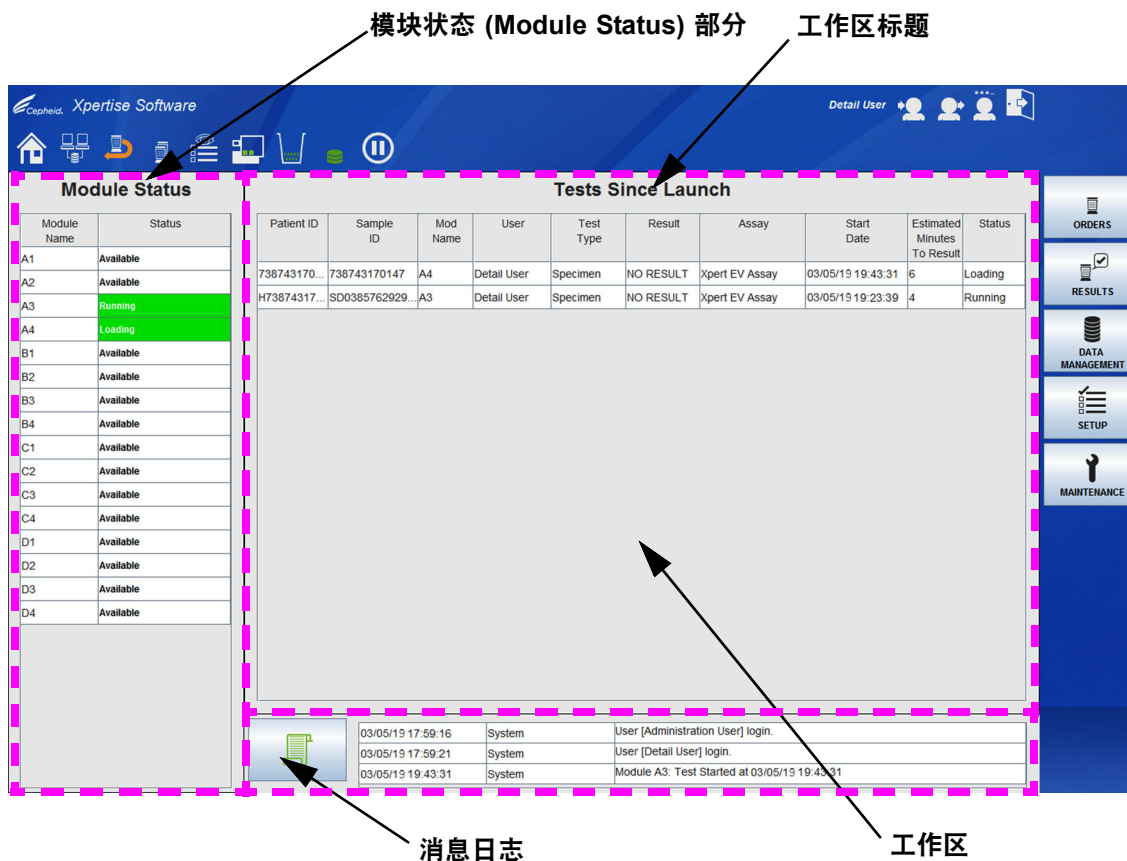 模块状态 (Module Status) 部分
工作区标题
Cepheid. Xpertise Software
Detail User
Module Status
Tests Since Launch
Module Name Status
A1 Available
A2 Available
A3 Running
A4 Loading
B1 Available
B2 Available
B3 Available
B4 Available
C1 Available
C2 Available
C3 Available
C4 Available
D1 Available
D2 Available
D3 Available
D4 Available
Patient ID Sample ID Mod Name User Test Type Result Assay Start Date Estimated Minutes To Result Status
738743170... 738743170147 A4 Detail User Specimen NO RESULT Xpert EV Assay 03/05/19 19:43:31 6 Loading
H73874317... SD0385762929... A3 Detail User Specimen NO RESULT Xpert EV Assay 03/05/19 19:23:39 4 Running
ORDERS
RESULTS
DATA
MANAGEMENT
SETUP
MAINTENANCE
03/05/19 17:59:16 System User [Administration User] login.
03/05/19 17:59:21 System User [Detail User] login.
03/05/19 19:43:31 System Module A3: Test Started at 03/05/19 19:43:31
消息日志
工作区